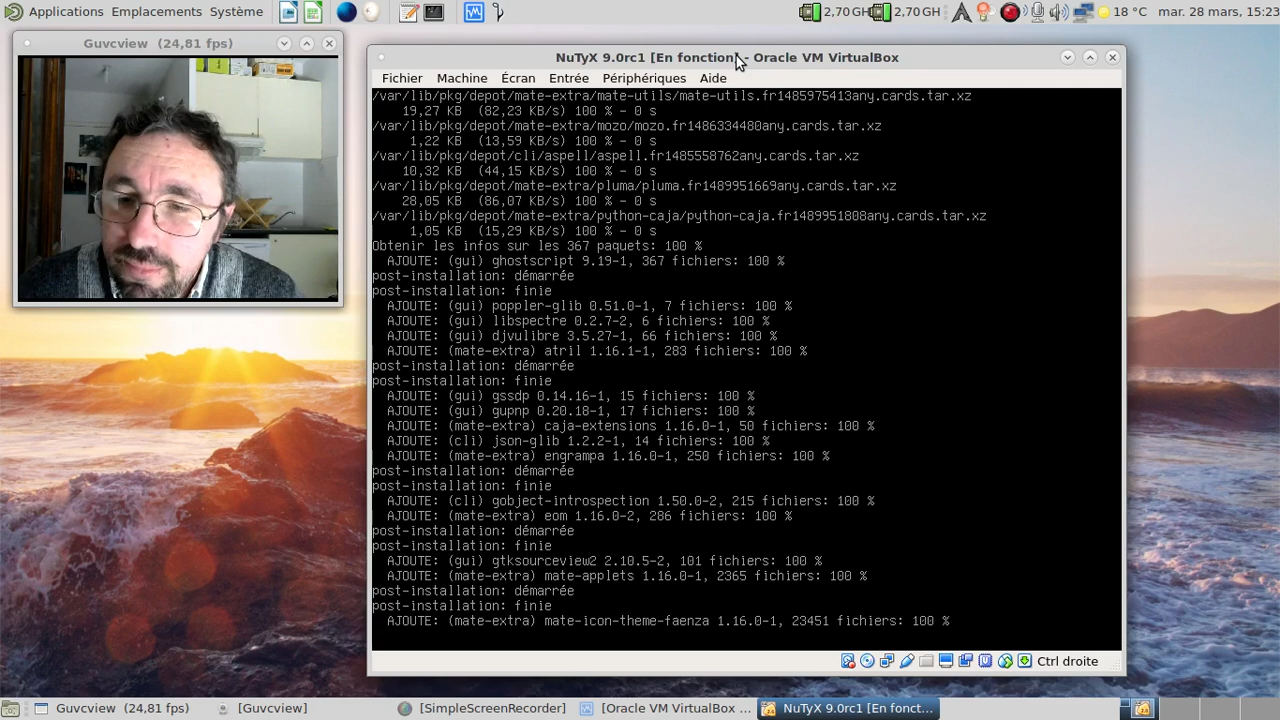 Applications Emplacements Système 2,70 GH 2,70 GH 18 °C mar. 28 mars, 15:23
Guvcview (24,81 fps)
NuTyX 9.0rc1 [En fonction] - Oracle VM VirtualBox
Fichier Machine Écran Entrée Périphériques Aide
/var/lib/pkg/depot/mate-extra/mate-utils/mate-utils.fr1485975413any.cards.tar.xz
19,27 KB (82,23 KB/s) 100 % - 0 s
/var/lib/pkg/depot/mate-extra/mozo/mozo.fr1486334480any.cards.tar.xz
1,22 KB (13,59 KB/s) 100 % - 0 s
/var/lib/pkg/depot/cli/aspell/aspell.fr1485558762any.cards.tar.xz
10,32 KB (44,15 KB/s) 100 % - 0 s
/var/lib/pkg/depot/mate-extra/pluma/pluma.fr1489951669any.cards.tar.xz
28,05 KB (86,07 KB/s) 100 % - 0 s
/var/lib/pkg/depot/mate-extra/python-caja/python-caja.fr1489951808any.cards.tar.xz
1,05 KB (15,29 KB/s) 100 % - 0 s
Obtenir les infos sur les 367 paquets: 100 %
AJOUTE: (gui) ghostscript 9.19-1, 367 fichiers: 100 %
post-installation: démarrée
post-installation: finie
AJOUTE: (gui) poppler-glib 0.51.0-1, 7 fichiers: 100 %
AJOUTE: (gui) libspectre 0.2.7-2, 6 fichiers: 100 %
AJOUTE: (gui) djvulibre 3.5.27-1, 66 fichiers: 100 %
AJOUTE: (mate-extra) atril 1.16.1-1, 283 fichiers: 100 %
post-installation: démarrée
post-installation: finie
AJOUTE: (gui) gssdp 0.14.16-1, 15 fichiers: 100 %
AJOUTE: (gui) gupnp 0.20.18-1, 17 fichiers: 100 %
AJOUTE: (mate-extra) caja-extensions 1.16.0-1, 50 fichiers: 100 %
AJOUTE: (cli) json-glib 1.2.2-1, 14 fichiers: 100 %
AJOUTE: (mate-extra) engrampa 1.16.0-1, 250 fichiers: 100 %
post-installation: démarrée
post-installation: finie
AJOUTE: (cli) gobject-introspection 1.50.0-2, 215 fichiers: 100 %
AJOUTE: (mate-extra) eom 1.16.0-2, 286 fichiers: 100 %
post-installation: démarrée
post-installation: finie
AJOUTE: (gui) gtksourceview2 2.10.5-2, 101 fichiers: 100 %
AJOUTE: (mate-extra) mate-applets 1.16.0-1, 2365 fichiers: 100 %
post-installation: démarrée
post-installation: finie
AJOUTE: (mate-extra) mate-icon-theme-faenza 1.16.0-1, 23451 fichiers: 100 %
Ctrl droite
Guvcview (24,81 fps) [Guvcview] [SimpleScreenRecorder] [Oracle VM VirtualBox ... NuTyX 9.0rc1 [En fonct...